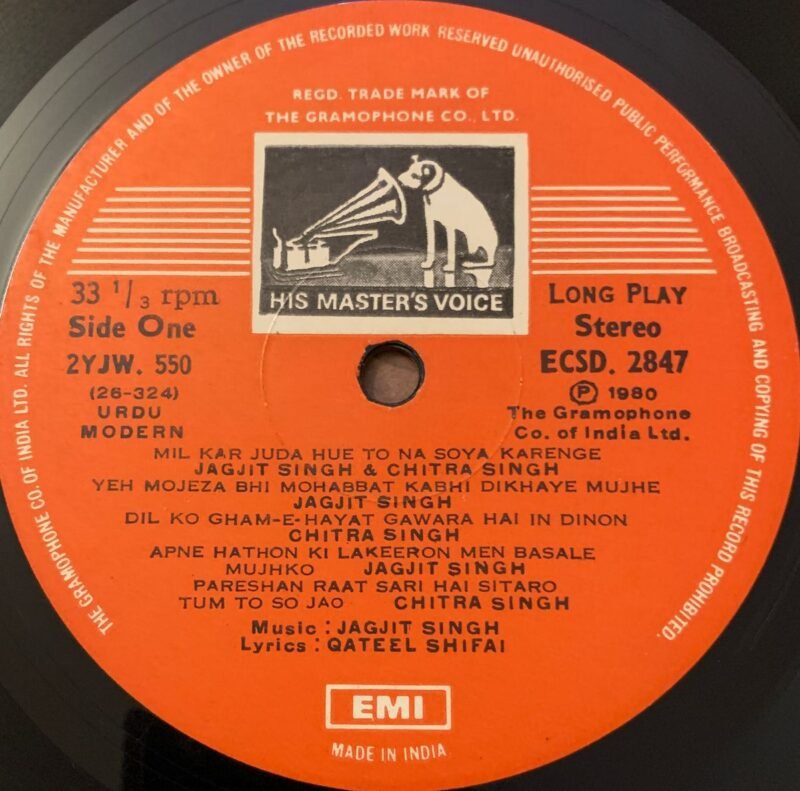 THE GRAMOPHONE CO. OF INDIA LTD. ALL RIGHTS OF THE MANUFACTURER AND OF THE OWNER OF THE RECORDED WORK RESERVED UNAUTHORISED PUBLIC PERFORMANCE BROADCASTING AND COPYING OF THIS RECORD PROHIBITED.
REGD. TRADE MARK OF
THE GRAMOPHONE CO., LTD.
HIS MASTER'S VOICE
33 1/3 rpm
Side One
2YJW. 550
(26-324)
URDU
MODERN
LONG PLAY
Stereo
ECSD. 2847
Ⓟ 1980
The Gramophone
Co. of India Ltd.
MIL KAR JUDA HUE TO NA SOYA KARENGE
JAGJIT SINGH & CHITRA SINGH
YEH MOJEZA BHI MOHABBAT KABHI DIKHAYE MUJHE
JAGJIT SINGH
DIL KO GHAM-E-HAYAT GAWARA HAI IN DINON
CHITRA SINGH
APNE HATHON KI LAKEERON MEN BASALE
MUJHKO JAGJIT SINGH
PARESHAN RAAT SARI HAI SITARO
TUM TO SO JAO CHITRA SINGH
Music : JAGJIT SINGH
Lyrics : QATEEL SHIFAI
EMI
MADE IN INDIA